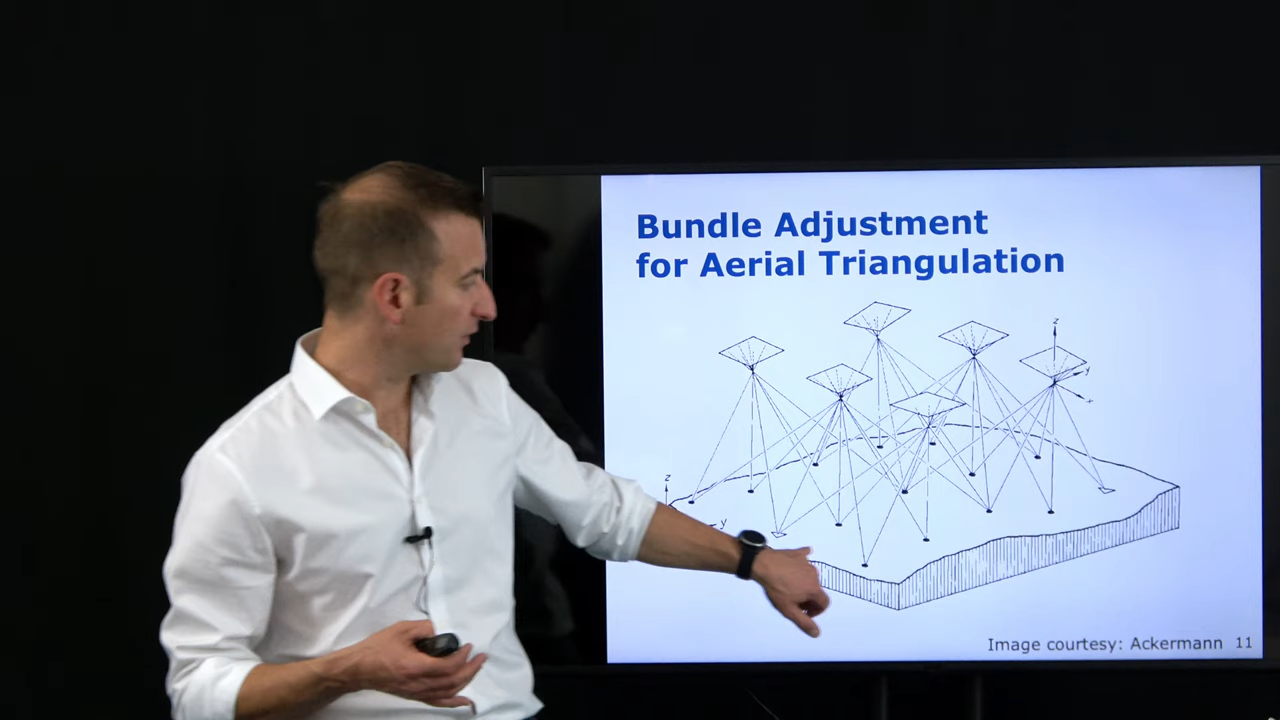 Bundle Adjustment
for Aerial Triangulation
z
z
y
x
y
Image courtesy: Ackermann 11